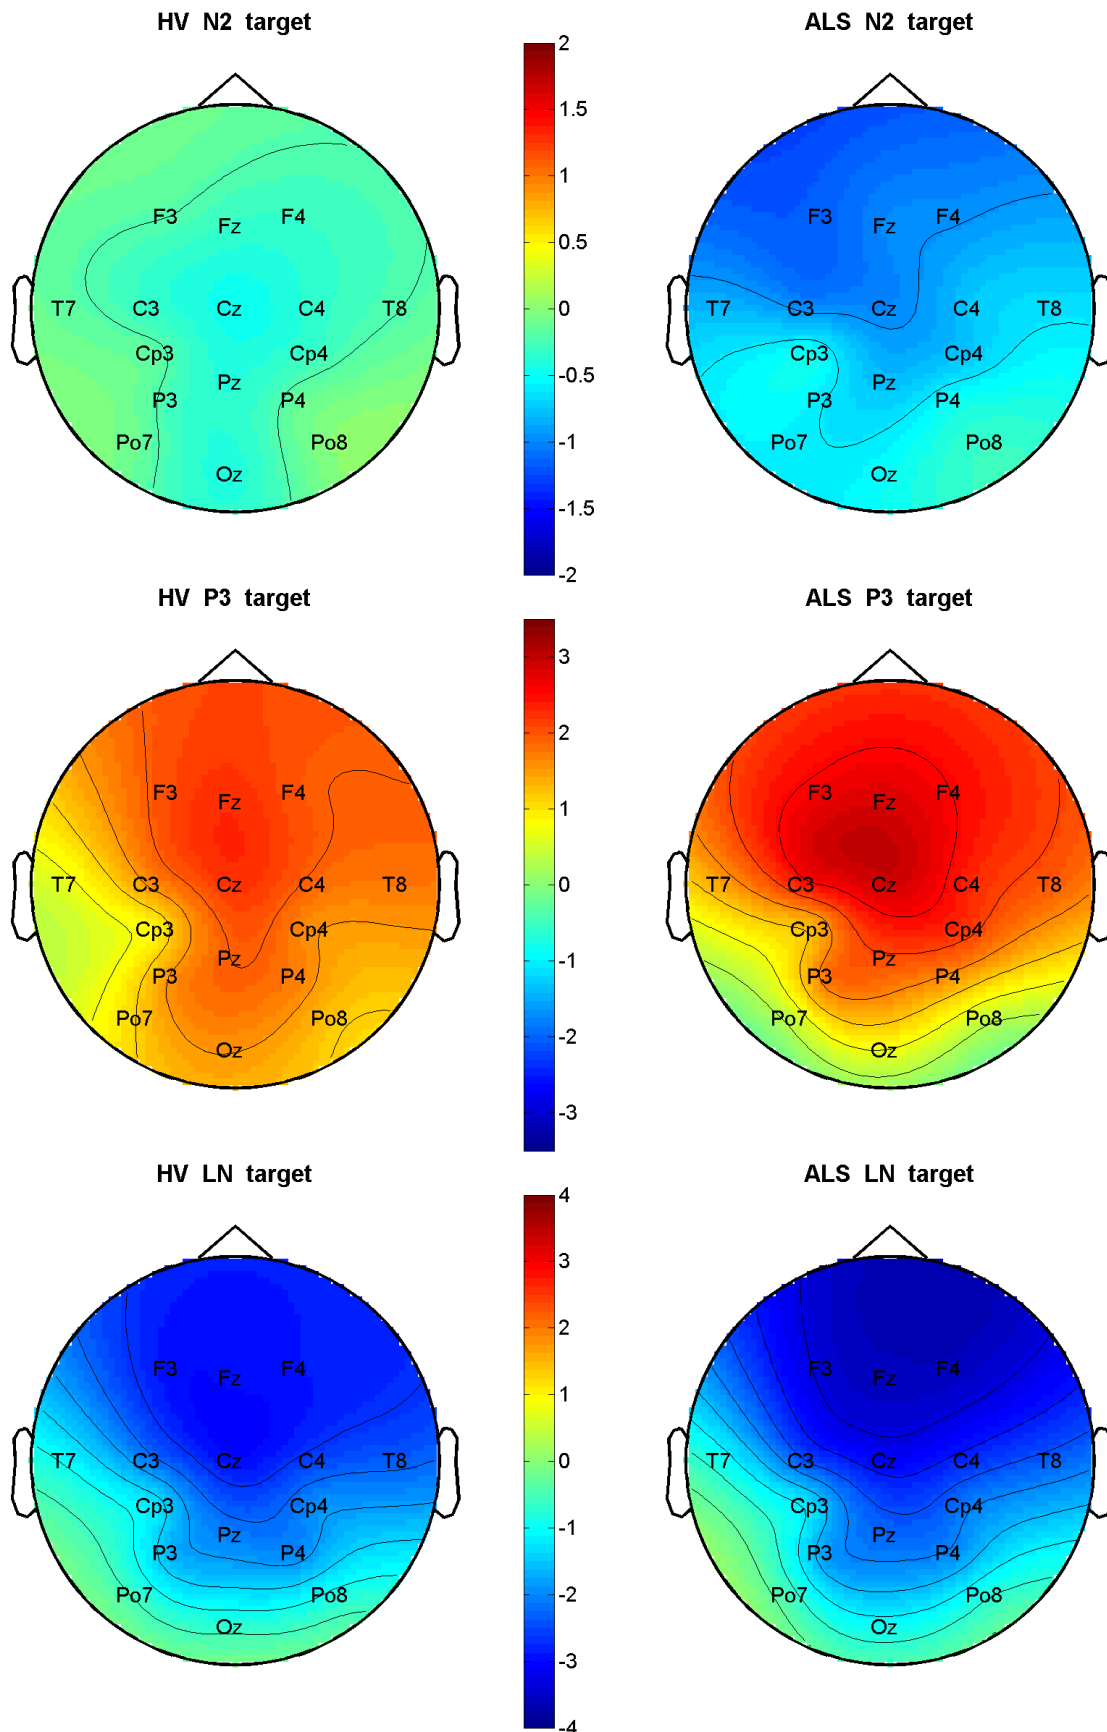 HV N2 target
ALS N2 target
2
1.5
1
0.5
0
-0.5
-1
-1.5
-2
F3 Fz F4
T7 C3 Cz C4 T8
Cp3 Cp4
Pz
P3 P4
Po7 Po8
Oz
F3 Fz F4
T7 C3 Cz C4 T8
Cp3 Cp4
Pz
P3 P4
Po7 Po8
Oz
HV P3 target
ALS P3 target
3
2
1
0
-1
-2
-3
F3 Fz F4
T7 C3 Cz C4 T8
Cp3 Cp4
Pz
P3 P4
Po7 Po8
Oz
F3 Fz F4
T7 C3 Cz C4 T8
Cp3 Cp4
Pz
P3 P4
Po7 Po8
Oz
HV LN target
ALS LN target
4
3
2
1
0
-1
-2
-3
-4
F3 Fz F4
T7 C3 Cz C4 T8
Cp3 Cp4
Pz
P3 P4
Po7 Po8
Oz
F3 Fz F4
T7 C3 Cz C4 T8
Cp3 Cp4
Pz
P3 P4
Po7 Po8
Oz